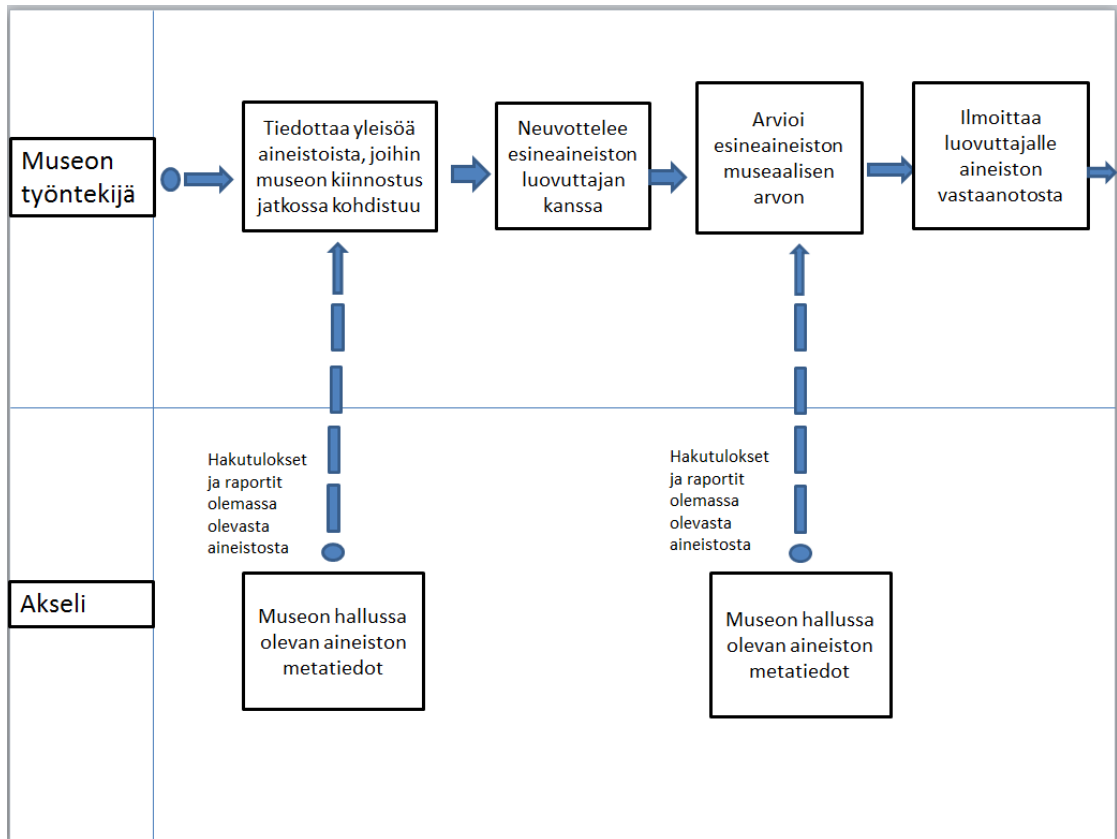 Museon
työntekijä
Tiedottaa yleisöä
aineistoista, joihin
museon kiinnostus
jatkossa kohdistuu
Neuvottelee
esineaineiston
luovuttajan
kanssa
Arvioi
esineaineiston
museaalisen
arvon
Ilmoittaa
luovuttajalle
aineiston
vastaanotosta
Hakutulokset
ja raportit
olemassa
olevasta
aineistosta
Hakutulokset
ja raportit
olemassa
olevasta
aineistosta
Akseli
Museon hallussa
olevan aineiston
metatiedot
Museon hallussa
olevan aineiston
metatiedot